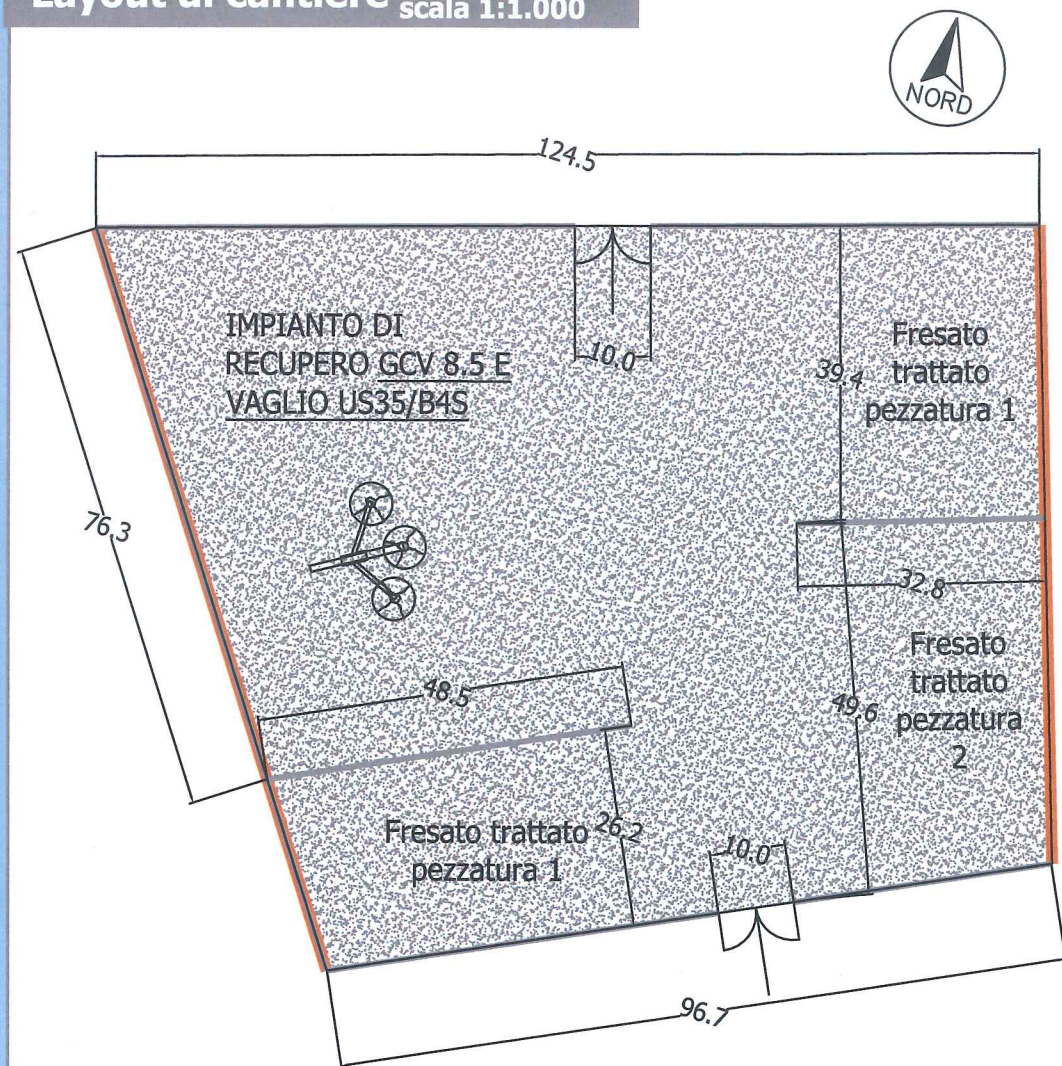 Layout di cantiere scala 1:1.000
NORD
124.5
IMPIANTO DI
RECUPERO GCV 8.5 E
VAGLIO US35/B4S
10.0
39.4
Fresato
trattato
pezzatura 1
76.3
32.8
Fresato
trattato
pezzatura
2
48.5
49.6
Fresato trattato
pezzatura 1
26.2
10.0
96.7